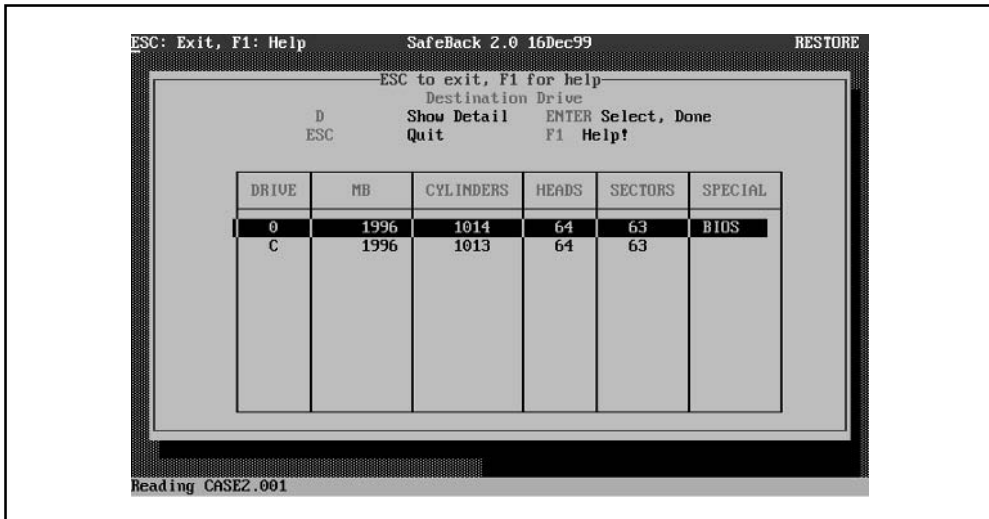 ESC: Exit, F1: Help SafeBack 2.0 16Dec99 RESTORE
ESC to exit, F1 for help
Destination Drive
D Show Detail ENTER Select, Done
ESC Quit F1 Help!
DRIVE MB CYLINDERS HEADS SECTORS SPECIAL
0 1996 1014 64 63 BIOS
C 1996 1013 64 63
Reading CASE2.001